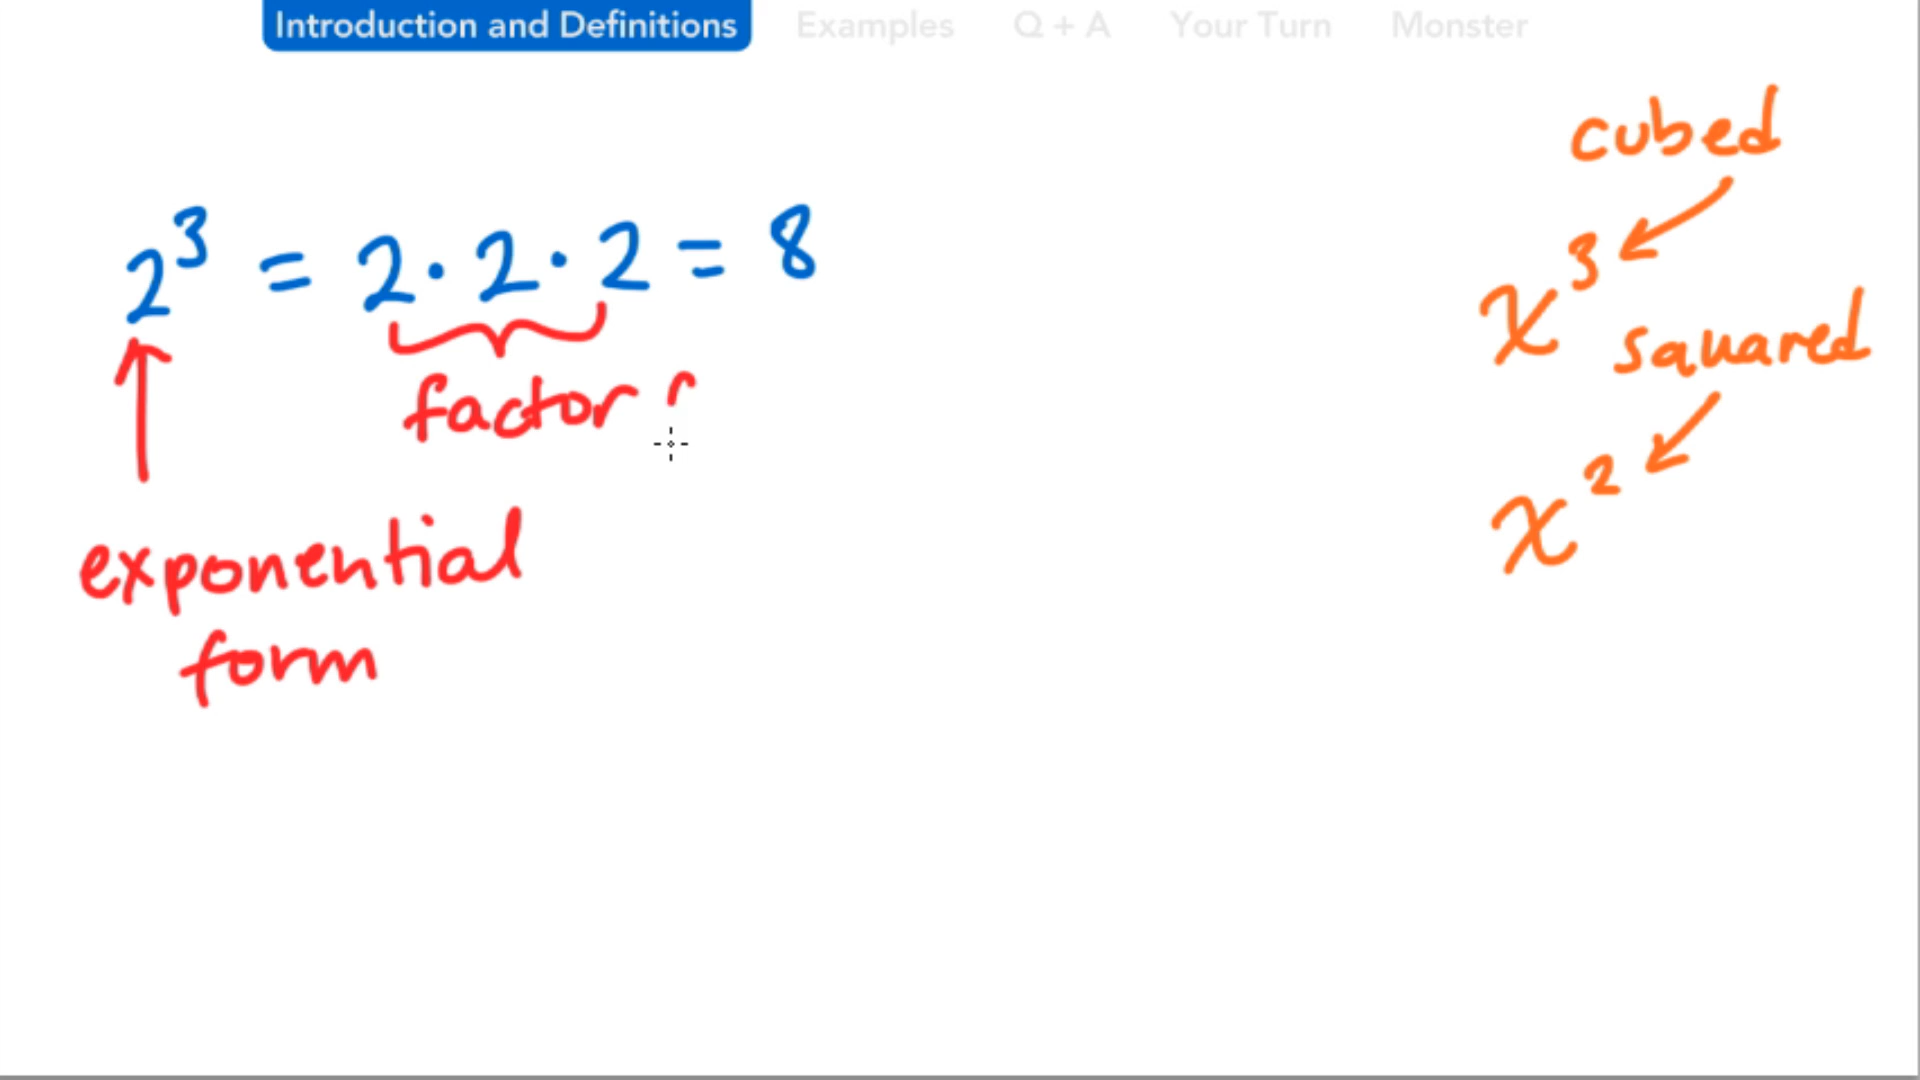 Introduction and Definitions Examples Q + A Your Turn Monster
cubed
2³ = 2 · 2 · 2 = 8
x³
squared
factor
x²
exponential
form